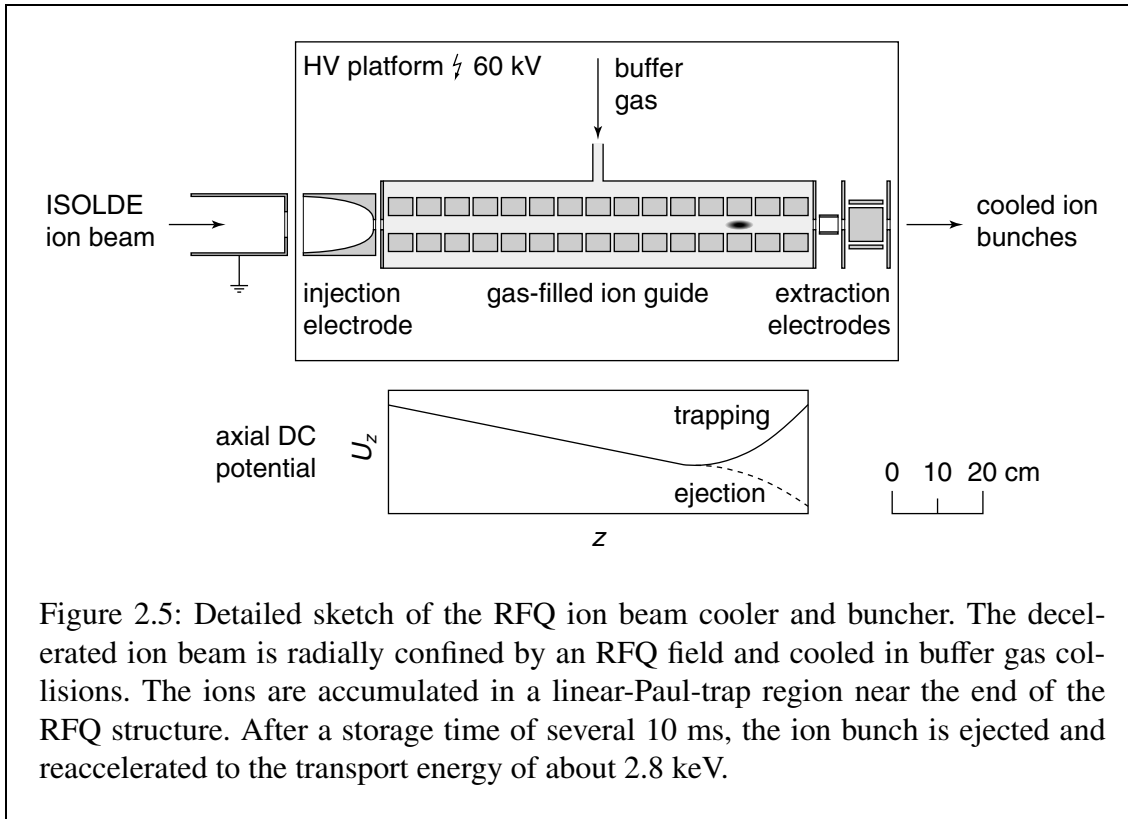 HV platform ⚡ 60 kV
buffer
gas
ISOLDE
ion beam
cooled ion
bunches
injection
electrode
gas-filled ion guide
extraction
electrodes
axial DC
potential
U_z
trapping
ejection
z
0 10 20 cm
Figure 2.5: Detailed sketch of the RFQ ion beam cooler and buncher. The decel-
erated ion beam is radially confined by an RFQ field and cooled in buffer gas col-
lisions. The ions are accumulated in a linear-Paul-trap region near the end of the
RFQ structure. After a storage time of several 10 ms, the ion bunch is ejected and
reaccelerated to the transport energy of about 2.8 keV.